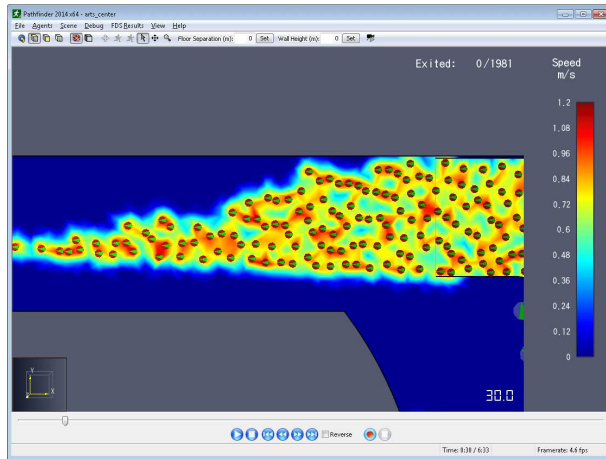 Pathfinder 2014 x64 - arts_center
File Agents Scene Debug FDS Results View Help
Floor Separation (m): 0 Set Wall Height (m): 0 Set
Exited: 0/1981
Speed
m/s
1.2
1.08
0.96
0.84
0.72
0.6
0.48
0.36
0.24
0.12
0
Y
X
30.0
Reverse
Time: 0:30 / 6:33 Framerate: 4.6 fps